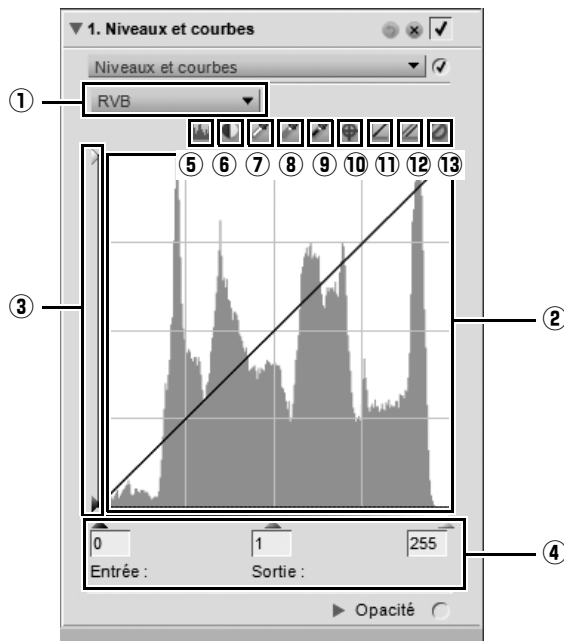 1. Niveaux et courbes
Niveaux et courbes
① RVB
⑤ ⑥ ⑦ ⑧ ⑨ ⑩ ⑪ ⑫ ⑬
③
②
0 1 255
④
Entrée : Sortie :
Opacité